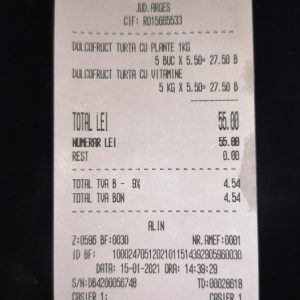 JUD.ARGES
CIF: RO15665533
DULCOFRUCT TURTA CU PLANTE 1KG
5 BUC X 5.50= 27.50 B
DULCOFRUCT TURTA CU VITAMINE
5 KG X 5.50= 27.50 B
TOTAL LEI 55.00
NUMERAR LEI 55.00
REST 0.00
TOTAL TVA B - 9% 4.54
TOTAL TVA BON 4.54
ALIN
Z:0596 BF:0030 NR.AMEF:0001
ID BF:
DATA: 15-01-2021 ORA: 14:39:29
S/N:DB4200056748 TD:00026618
CASIER 1: CASIER 1